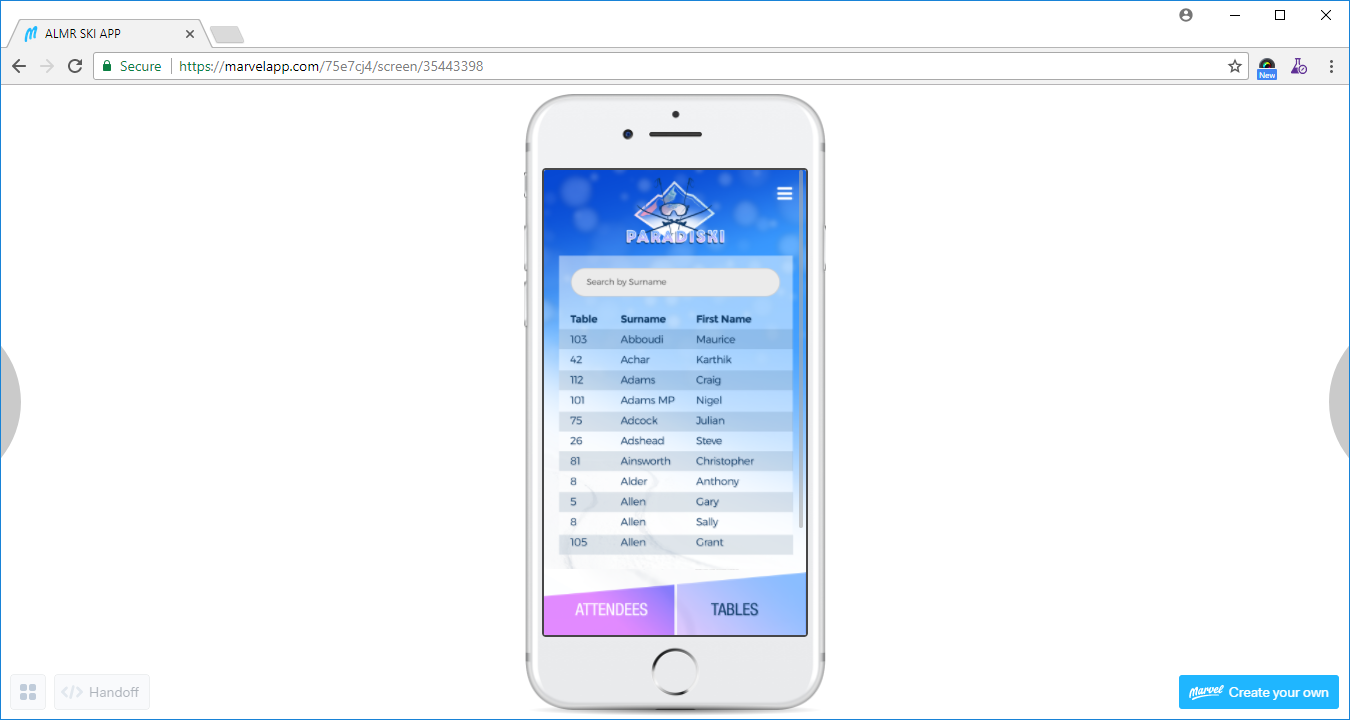 ALMR SKI APP
Secure https://marvelapp.com/75e7cj4/screen/35443398
New
PARADISKI
Search by Surname
Table Surname First Name
103 Abboudi Maurice
42 Achar Karthik
112 Adams Craig
101 Adams MP Nigel
75 Adcock Julian
26 Adshead Steve
81 Ainsworth Christopher
8 Alder Anthony
5 Allen Gary
8 Allen Sally
105 Allen Grant
ATTENDEES TABLES
Handoff
Marvel Create your own